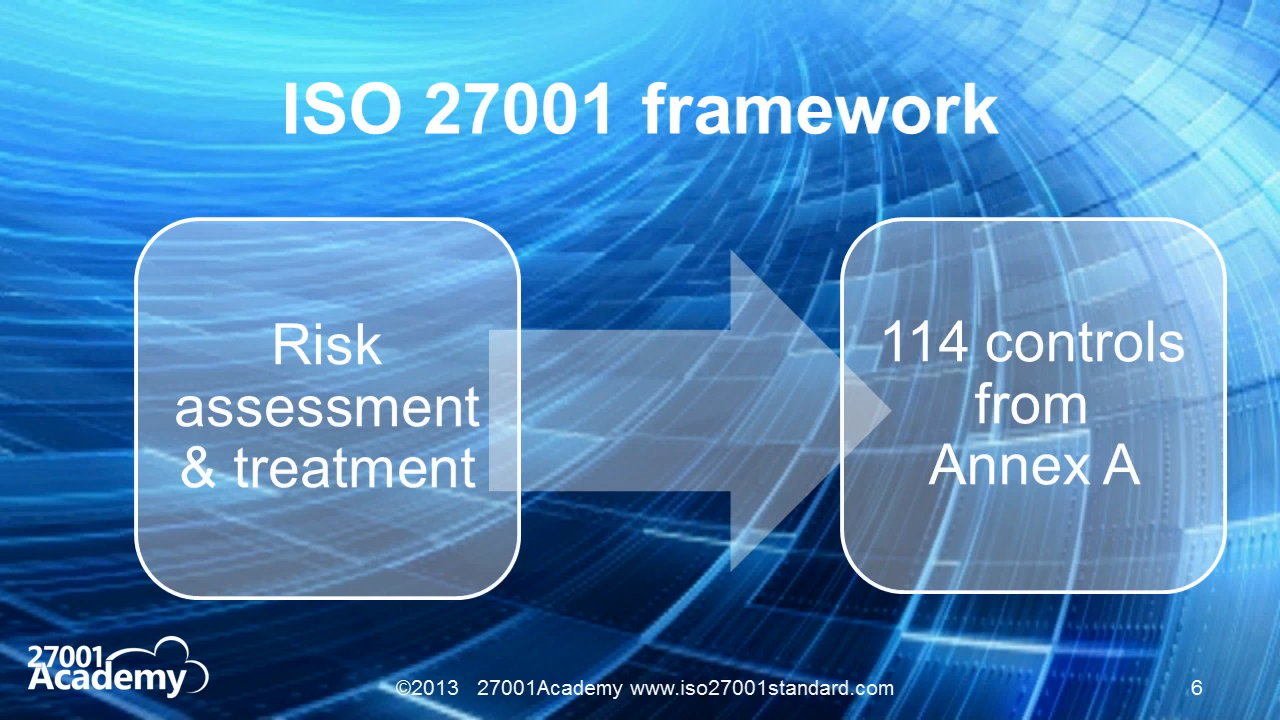 ISO 27001 framework
Risk
assessment
& treatment
114 controls
from
Annex A
27001
Academy
©2013 27001Academy www.iso27001standard.com
6